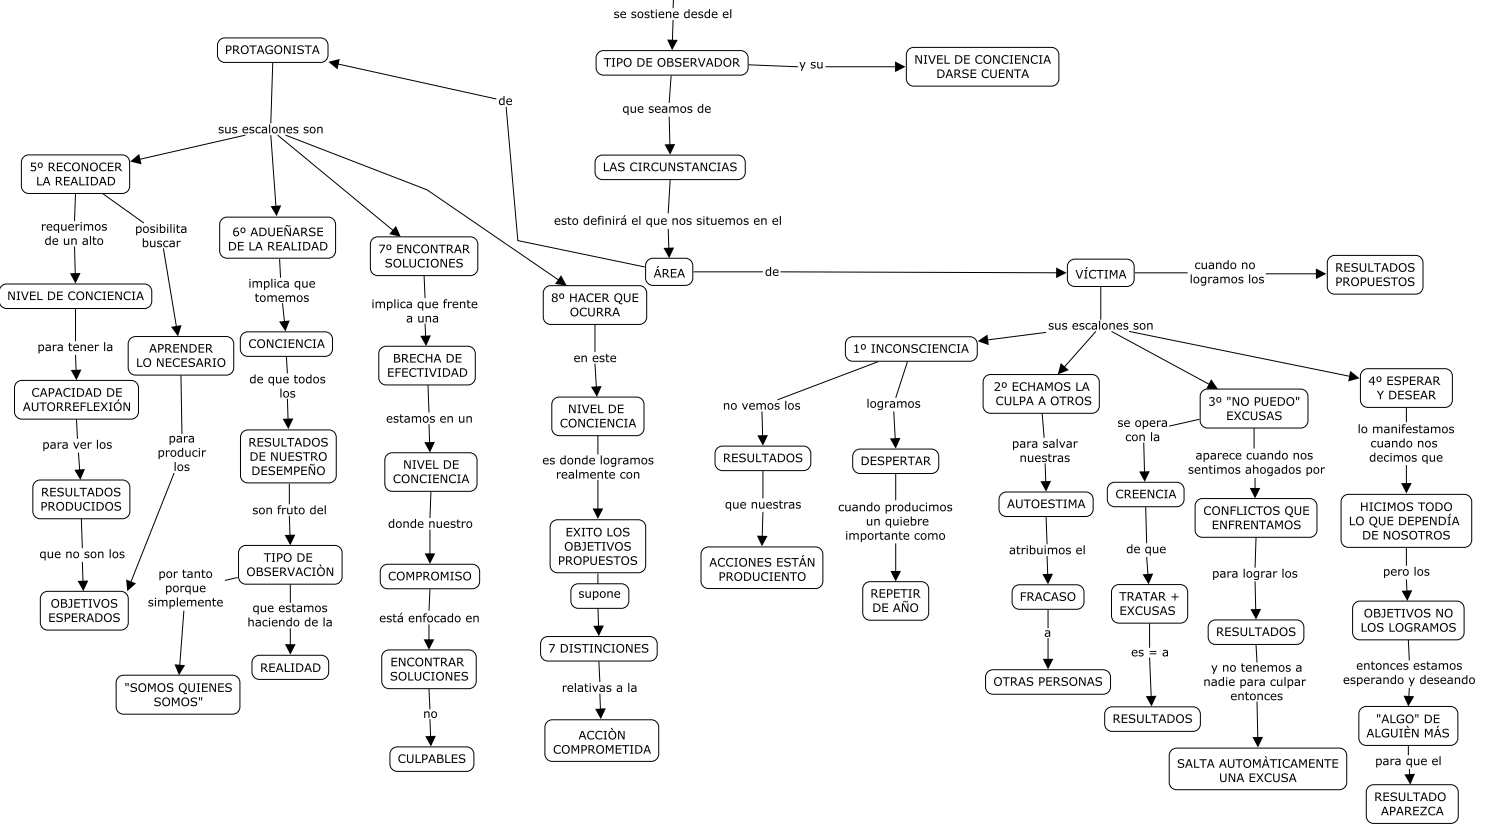 se sostiene desde el
PROTAGONISTA
TIPO DE OBSERVADOR
y su
NIVEL DE CONCIENCIA
DARSE CUENTA
de
que seamos de
sus escalones son
5º RECONOCER
LA REALIDAD
LAS CIRCUNSTANCIAS
requerimos
de un alto
posibilita
buscar
6º ADUEÑARSE
DE LA REALIDAD
7º ENCONTRAR
SOLUCIONES
esto definirá el que nos situemos en el
ÁREA
de
VÍCTIMA
cuando no
logramos los
RESULTADOS
PROPUESTOS
NIVEL DE CONCIENCIA
implica que
tomemos
implica que frente
a una
8º HACER QUE
OCURRA
sus escalones son
para tener la
APRENDER
LO NECESARIO
CONCIENCIA
BRECHA DE
EFECTIVIDAD
en este
1º INCONSCIENCIA
2º ECHAMOS LA
CULPA A OTROS
3º "NO PUEDO"
EXCUSAS
4º ESPERAR
Y DESEAR
CAPACIDAD DE
AUTORREFLEXIÓN
de que todos
los
estamos en un
NIVEL DE
CONCIENCIA
no vemos los
logramos
para salvar
nuestras
se opera
con la
aparece cuando nos
sentimos ahogados por
lo manifestamos
cuando nos
decimos que
para ver los
para
producir
los
RESULTADOS
DE NUESTRO
DESEMPEÑO
NIVEL DE
CONCIENCIA
es donde logramos
realmente con
RESULTADOS
DESPERTAR
AUTOESTIMA
CREENCIA
CONFLICTOS QUE
ENFRENTAMOS
HICIMOS TODO
LO QUE DEPENDÍA
DE NOSOTROS
RESULTADOS
PRODUCIDOS
son fruto del
donde nuestro
EXITO LOS
OBJETIVOS
PROPUESTOS
que nuestras
cuando producimos
un quiebre
importante como
atribuimos el
de que
para lograr los
pero los
que no son los
TIPO DE
OBSERVACIÒN
COMPROMISO
supone
ACCIONES ESTÁN
PRODUCIENTO
REPETIR
DE AÑO
FRACASO
TRATAR +
EXCUSAS
RESULTADOS
OBJETIVOS NO
LOS LOGRAMOS
OBJETIVOS
ESPERADOS
por tanto
porque
simplemente
que estamos
haciendo de la
está enfocado en
7 DISTINCIONES
a
es = a
y no tenemos a
nadie para culpar
entonces
entonces estamos
esperando y deseando
"SOMOS QUIENES
SOMOS"
REALIDAD
ENCONTRAR
SOLUCIONES
relativas a la
OTRAS PERSONAS
RESULTADOS
"ALGO" DE
ALGUIÈN MÁS
no
ACCIÒN
COMPROMETIDA
SALTA AUTOMÀTICAMENTE
UNA EXCUSA
para que el
CULPABLES
RESULTADO
APAREZCA